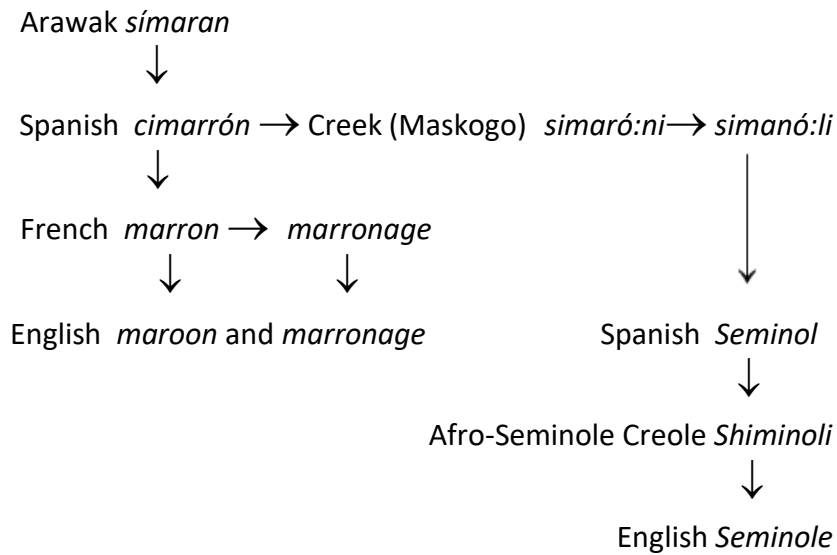 Arawak símaran
↓
Spanish cimarrón → Creek (Maskogo) simaró:ni → simanó:li
↓
French marron → marronage
↓ ↓ ↓
English maroon and marronage Spanish Seminol
↓
Afro-Seminole Creole Shiminoli
↓
English Seminole